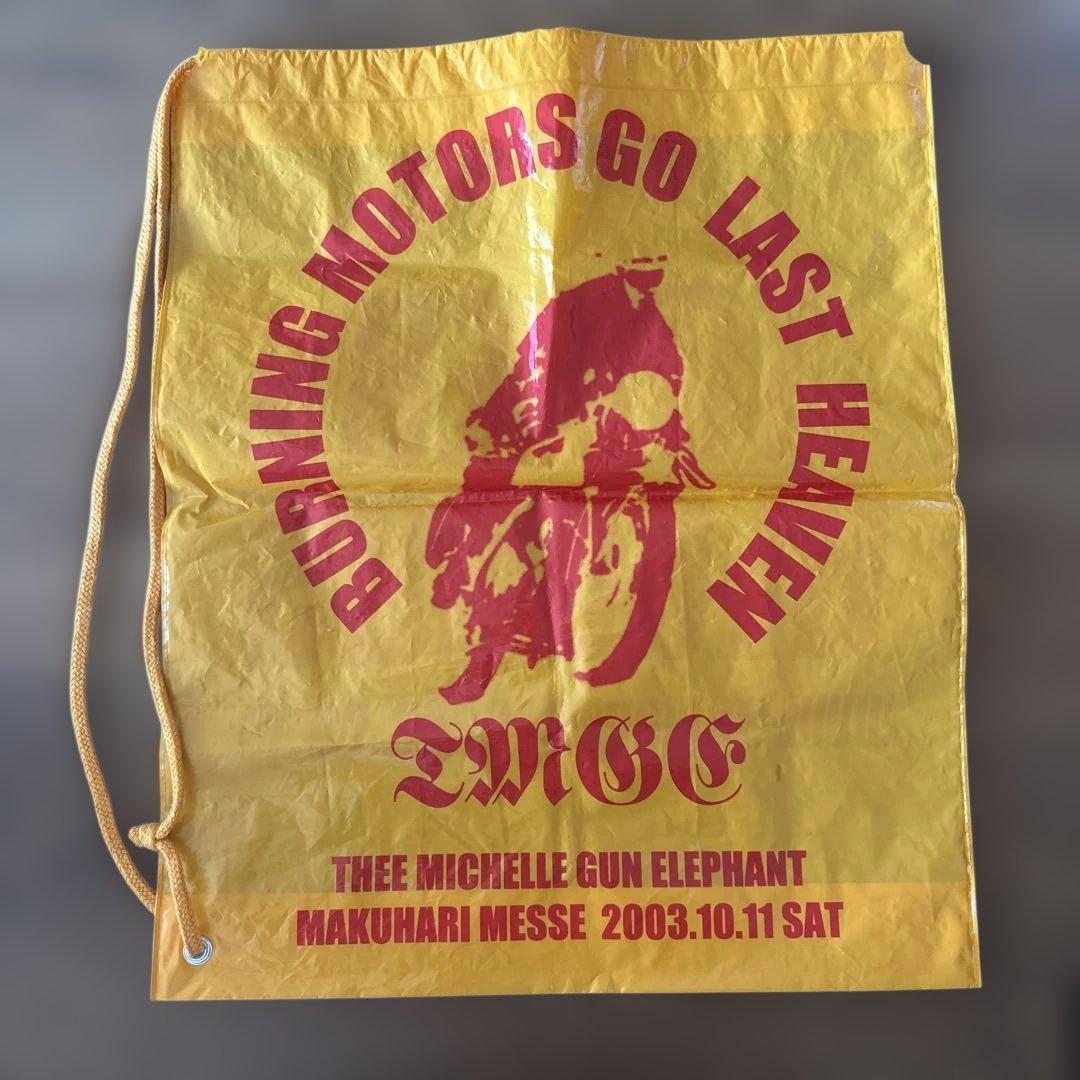 BURNING MOTORS GO LAST HEAVEN
TMGE
THEE MICHELLE GUN ELEPHANT
MAKUHARI MESSE 2003.10.11 SAT